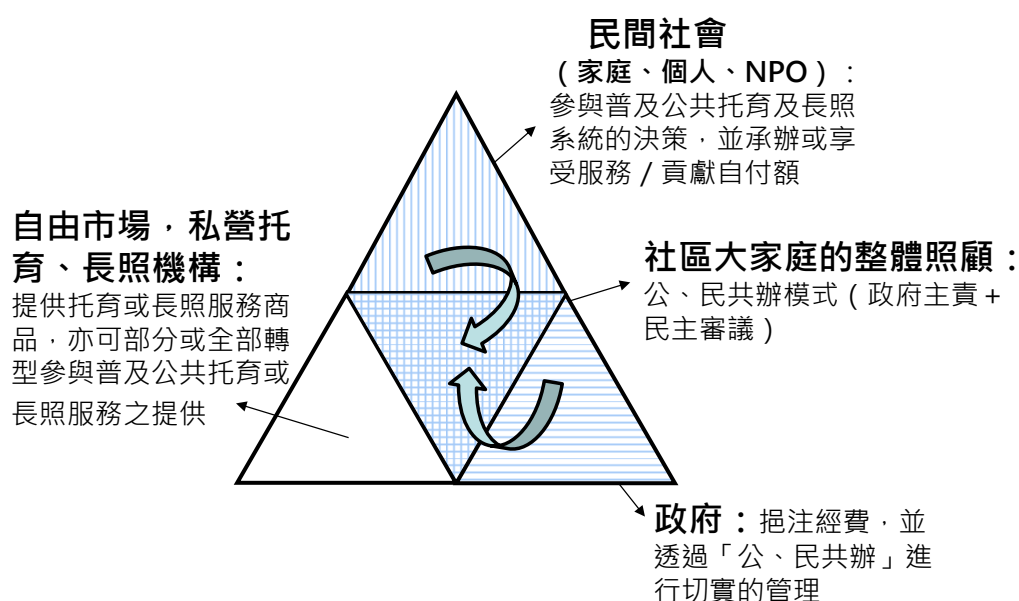 民間社會
（家庭、個人、NPO）：
參與普及公共托育及長照
系統的決策，並承辦或享
受服務／貢獻自付額
自由市場，私營托
育、長照機構：
提供托育或長照服務商
品，亦可部分或全部轉
型參與普及公共托育或
長照服務之提供
社區大家庭的整體照顧：
公、民共辦模式（政府主責＋
民主審議）
政府：挹注經費，並
透過「公、民共辦」進
行切實的管理